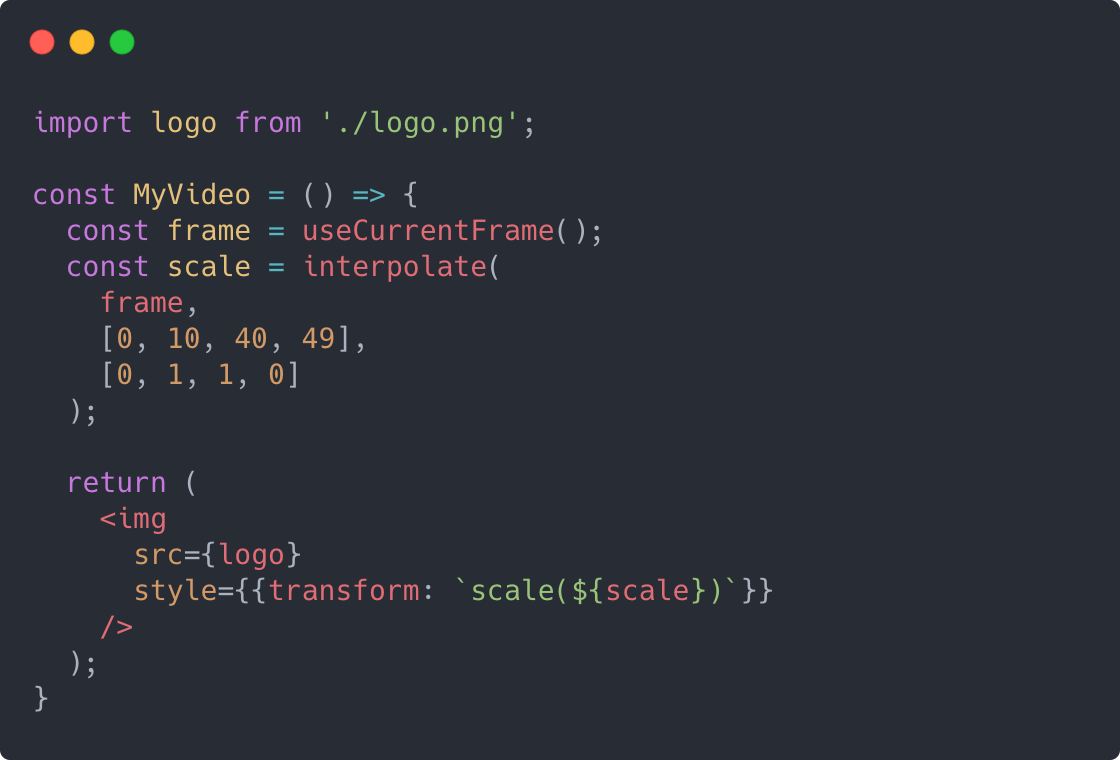 import logo from './logo.png';

const MyVideo = () => {
  const frame = useCurrentFrame();
  const scale = interpolate(
    frame,
    [0, 10, 40, 49],
    [0, 1, 1, 0]
  );

  return (
    <img
      src={logo}
      style={{transform: `scale(${scale})`}}
    />
  );
}